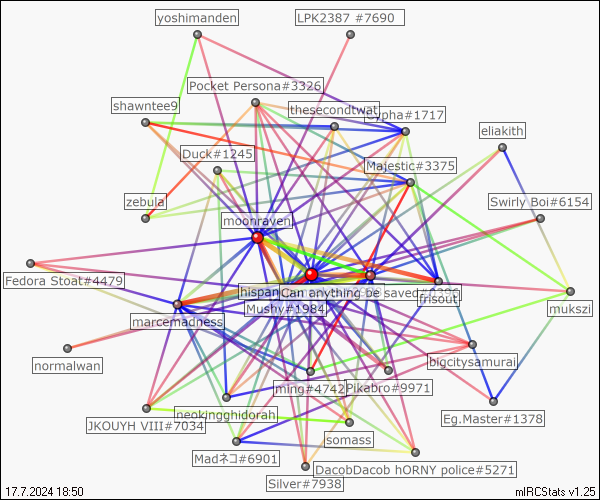 yoshimanden
LPK2387 #7690
Pocket Persona#3326
shawntee9
thesecondtwat
Cypha#1717
eliakith
Duck#1245
Majestic#3375
zebula
Swirly Boi#6154
moonraven
Fedora Stoat#4479
hispan
Can anything be saved
frisout
mukszi
Mushy#1984
marcemadness
normalwan
bigcitysamurai
ming#4742
Pikabro#9971
neokingghidorah
Eg.Master#1378
JKOUYH VIII#7034
somass
Madネコ#6901
DacobDacob hORNY police#5271
Silver#7938
17.7.2024 18:50
mIRCStats v1.25